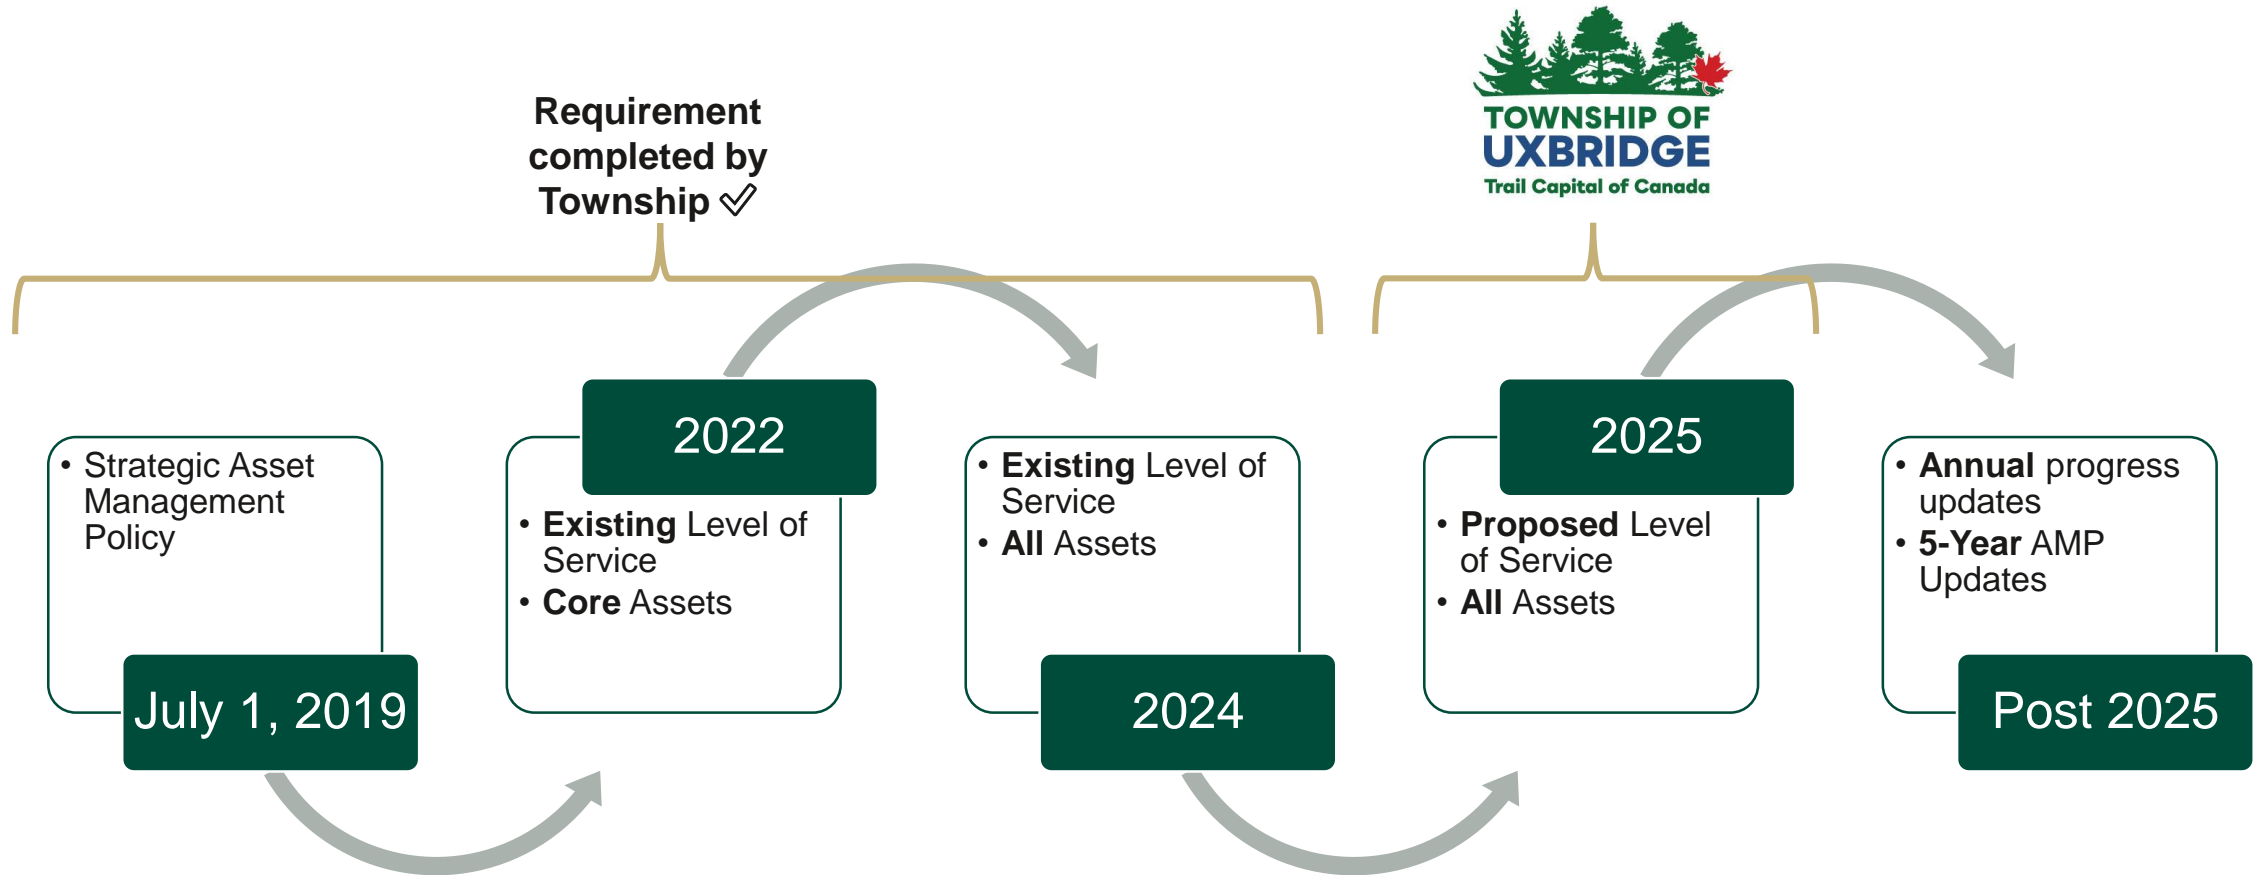 Requirement
completed by
Township
TOWNSHIP OF
UXBRIDGE
Trail Capital of Canada
• Strategic Asset
Management
Policy
July 1, 2019
2022
• Existing Level of
Service
• Core Assets
• Existing Level of
Service
• All Assets
2024
2025
• Proposed Level
of Service
• All Assets
• Annual progress
updates
• 5-Year AMP
Updates
Post 2025